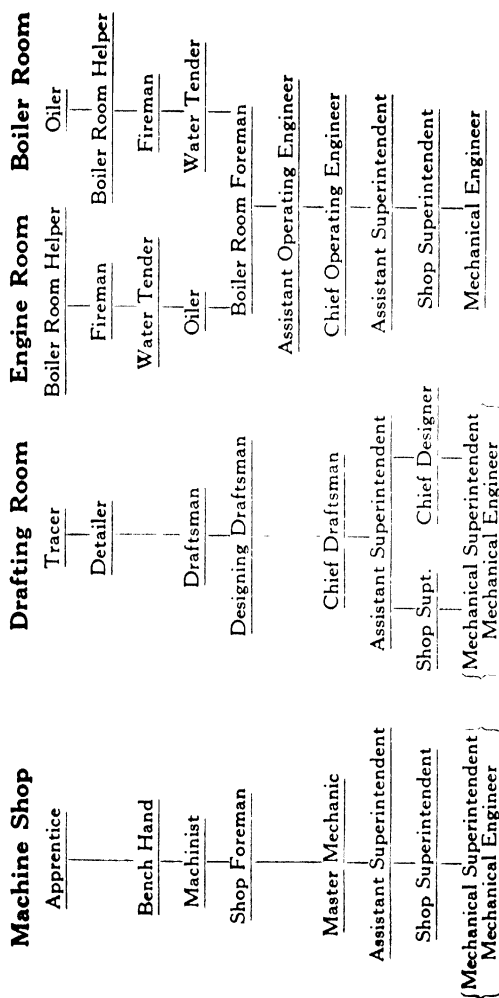 Machine Shop
Apprentice
Bench Hand
Machinist
Shop Foreman
Master Mechanic
Assistant Superintendent
Shop Superintendent
Mechanical Superintendent
Mechanical Engineer
Drafting Room
Tracer
Detailer
Draftsman
Designing Draftsman
Chief Draftsman
Assistant Superintendent
Shop Supt. Chief Designer
Mechanical Superintendent
Mechanical Engineer
Engine Room
Boiler Room Helper
Fireman
Water Tender
Oiler
Boiler Room
Oiler
Boiler Room Helper
Fireman
Water Tender
Boiler Room Foreman
Assistant Operating Engineer
Chief Operating Engineer
Assistant Superintendent
Shop Superintendent
Mechanical Engineer